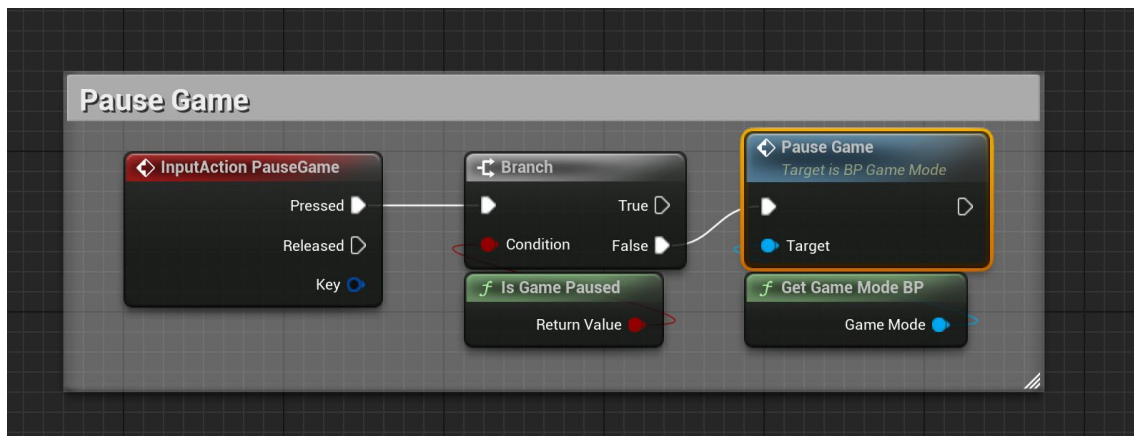 Pause Game
InputAction PauseGame
Pressed
Released
Key
Branch
True
Condition
False
Is Game Paused
Return Value
Pause Game
Target is BP Game Mode
Target
Get Game Mode BP
Game Mode